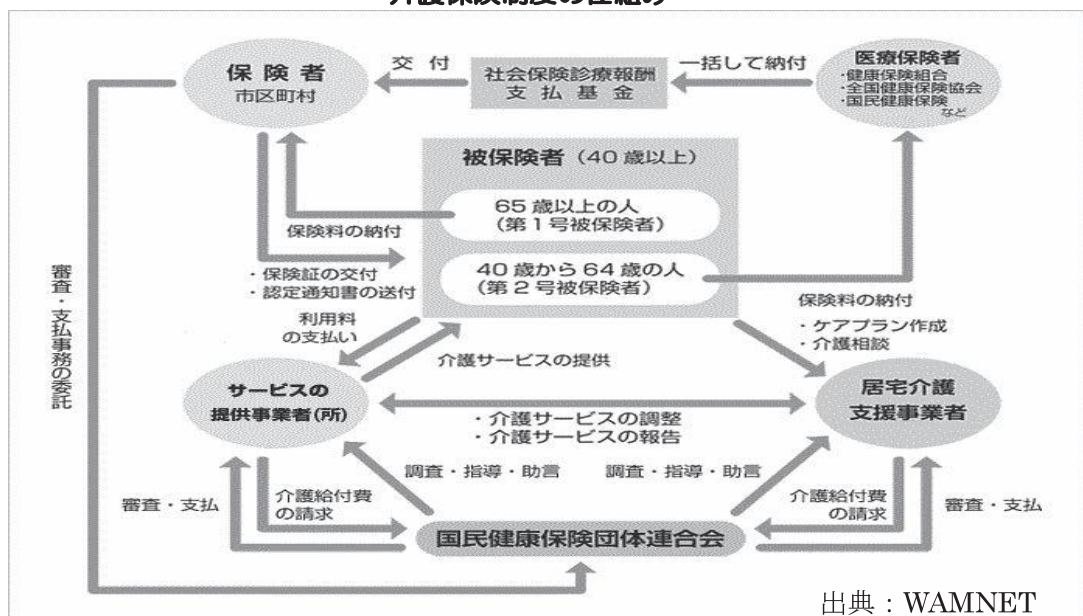 介護保険制度の仕組み
保険者
市区町村
交付
社会保険診療報酬
支払基金
一括して納付
医療保険者
・健康保険組合
・全国健康保険協会
・国民健康保険
など
被保険者（40歳以上）
65歳以上の人
（第1号被保険者）
40歳から64歳の人
（第2号被保険者）
保険料の納付
・保険証の交付
・認定通知書の送付
保険料の納付
・ケアプラン作成
・介護相談
利用料
の支払い
介護サービスの提供
審査・支払事務の委託
サービスの
提供事業者(所)
・介護サービスの調整
・介護サービスの報告
居宅介護
支援事業者
調査・指導・助言
調査・指導・助言
審査・支払
介護給付費
の請求
介護給付費
の請求
審査・支払
国民健康保険団体連合会
出典：WAMNET